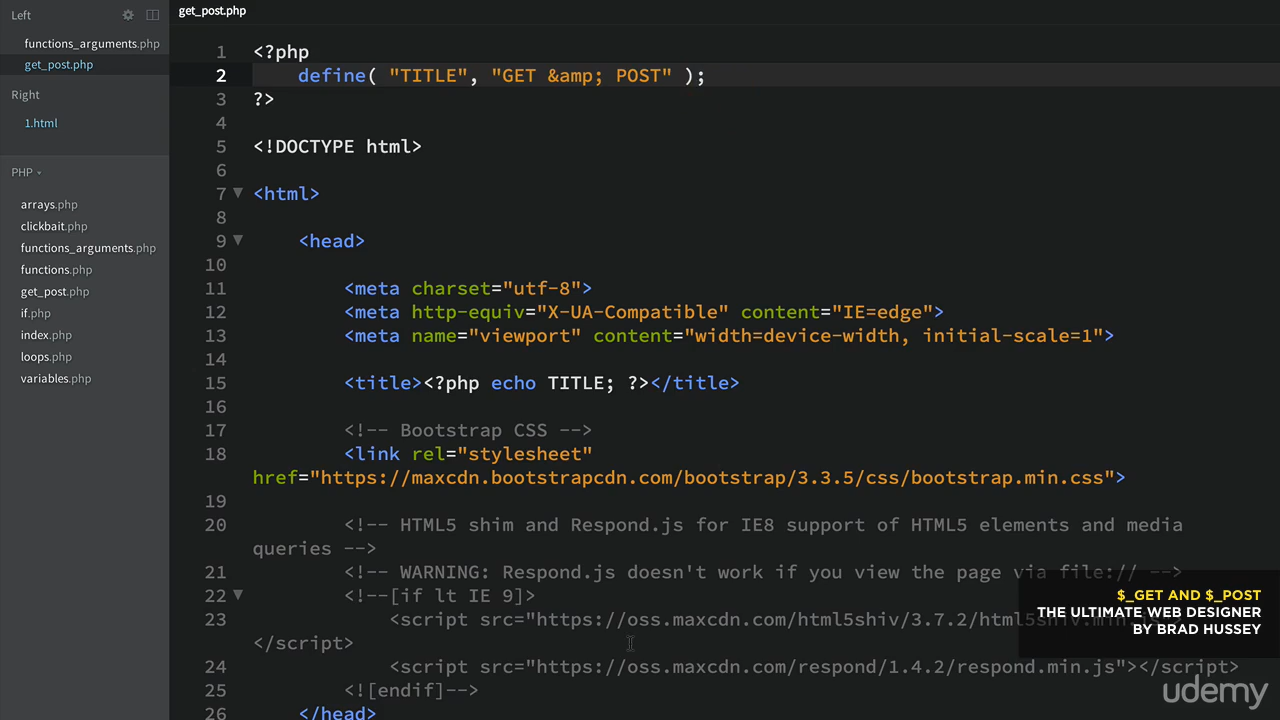 Left
functions_arguments.php
get_post.php
Right
1.html
PHP
arrays.php
clickbait.php
functions_arguments.php
functions.php
get_post.php
if.php
index.php
loops.php
variables.php
get_post.php
1 <?php
2 define( "TITLE", "GET &amp; POST" );
3 ?>
4
5 <!DOCTYPE html>
6
7 <html>
8
9 <head>
10
11 <meta charset="utf-8">
12 <meta http-equiv="X-UA-Compatible" content="IE=edge">
13 <meta name="viewport" content="width=device-width, initial-scale=1">
14
15 <title><?php echo TITLE; ?></title>
16
17 <!-- Bootstrap CSS -->
18 <link rel="stylesheet"
href="https://maxcdn.bootstrapcdn.com/bootstrap/3.3.5/css/bootstrap.min.css">
19
20 <!-- HTML5 shim and Respond.js for IE8 support of HTML5 elements and media
queries -->
21 <!-- WARNING: Respond.js doesn't work if you view the page via file:// -->
22 <!--[if lt IE 9]>
23 <script src="https://oss.maxcdn.com/html5shiv/3.7.2/html5shiv.min.js">
</script>
24 <script src="https://oss.maxcdn.com/respond/1.4.2/respond.min.js"></script>
25 <![endif]-->
26 </head>
$_GET AND $_POST
THE ULTIMATE WEB DESIGNER
BY BRAD HUSSEY
udemy